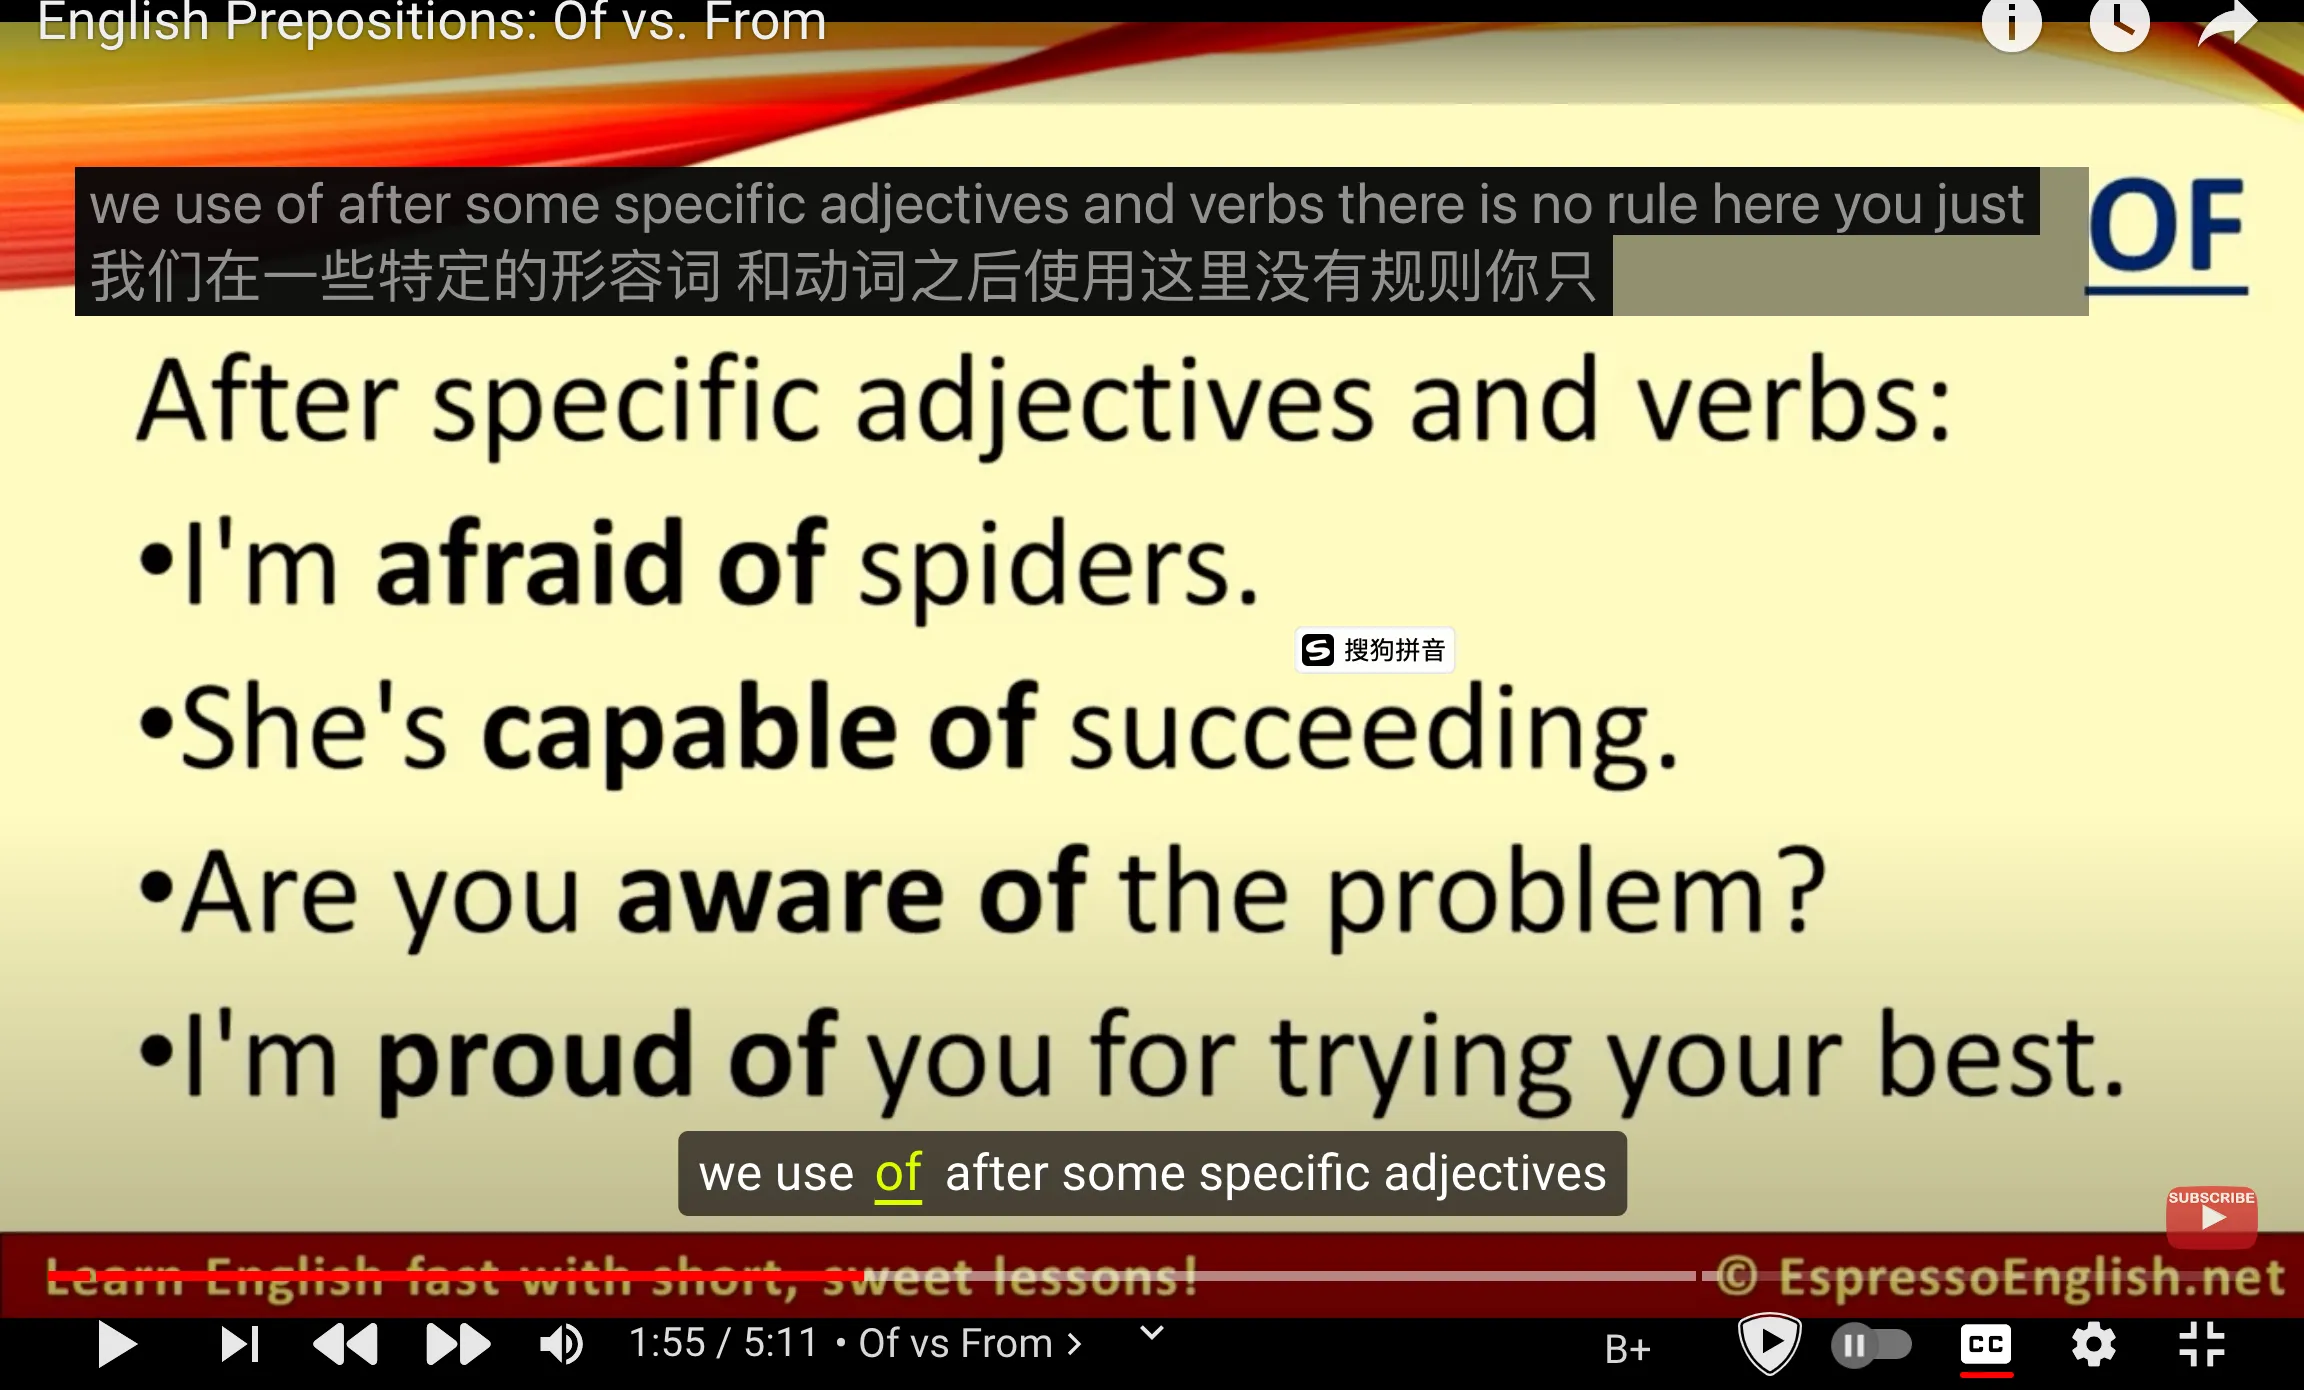 English Prepositions: Of vs. From
we use of after some specific adjectives and verbs there is no rule here you just
我们在一些特定的形容词 和动词之后使用这里没有规则你只
OF
After specific adjectives and verbs:
•I'm afraid of spiders.
搜狗拼音
•She's capable of succeeding.
•Are you aware of the problem?
•I'm proud of you for trying your best.
we use of after some specific adjectives
SUBSCRIBE
Learn English fast with short, sweet lessons!
© EspressoEnglish.net
1:55 / 5:11 • Of vs From >
B+
CC